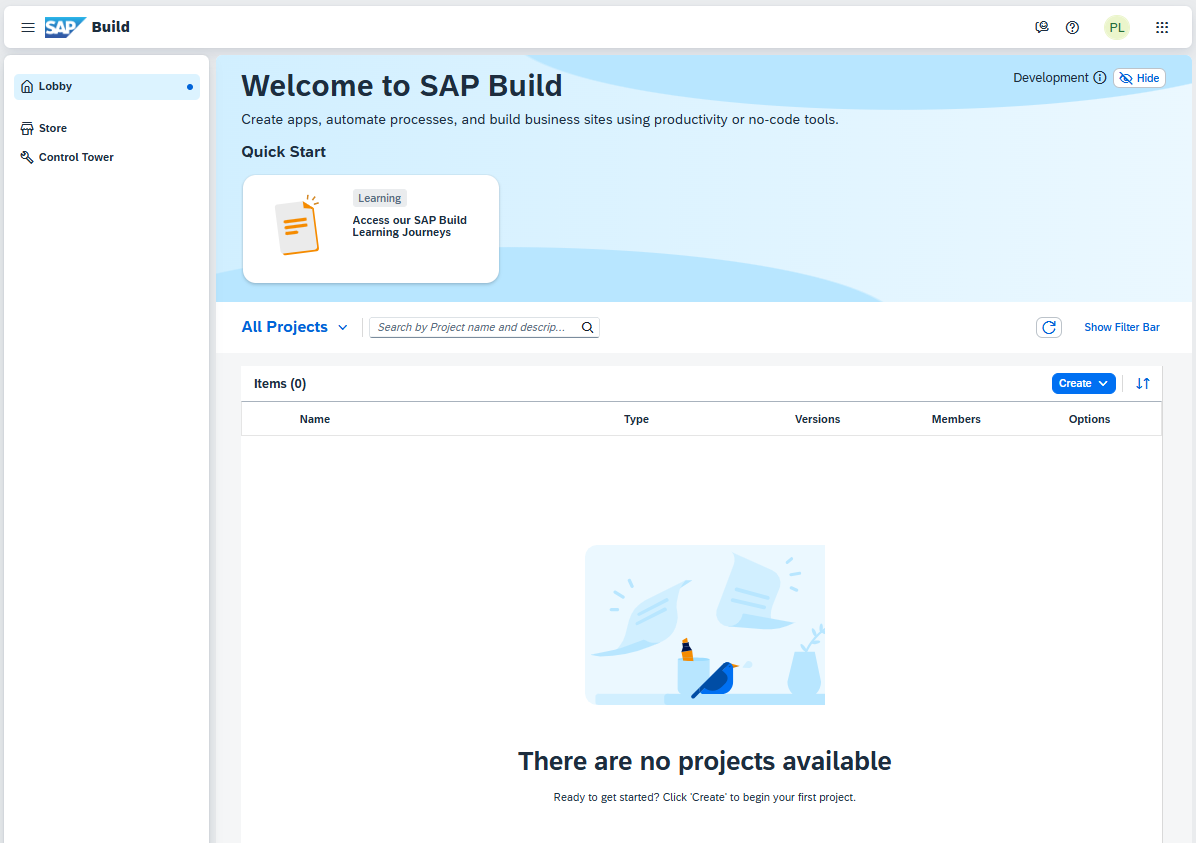 SAP Build
PL
Lobby
Store
Control Tower
Welcome to SAP Build
Development
Hide
Create apps, automate processes, and build business sites using productivity or no-code tools.
Quick Start
Learning
Access our SAP Build
Learning Journeys
All Projects
Search by Project name and descrip...
Show Filter Bar
Items (0)
Create
Name
Type
Versions
Members
Options
There are no projects available
Ready to get started? Click 'Create' to begin your first project.